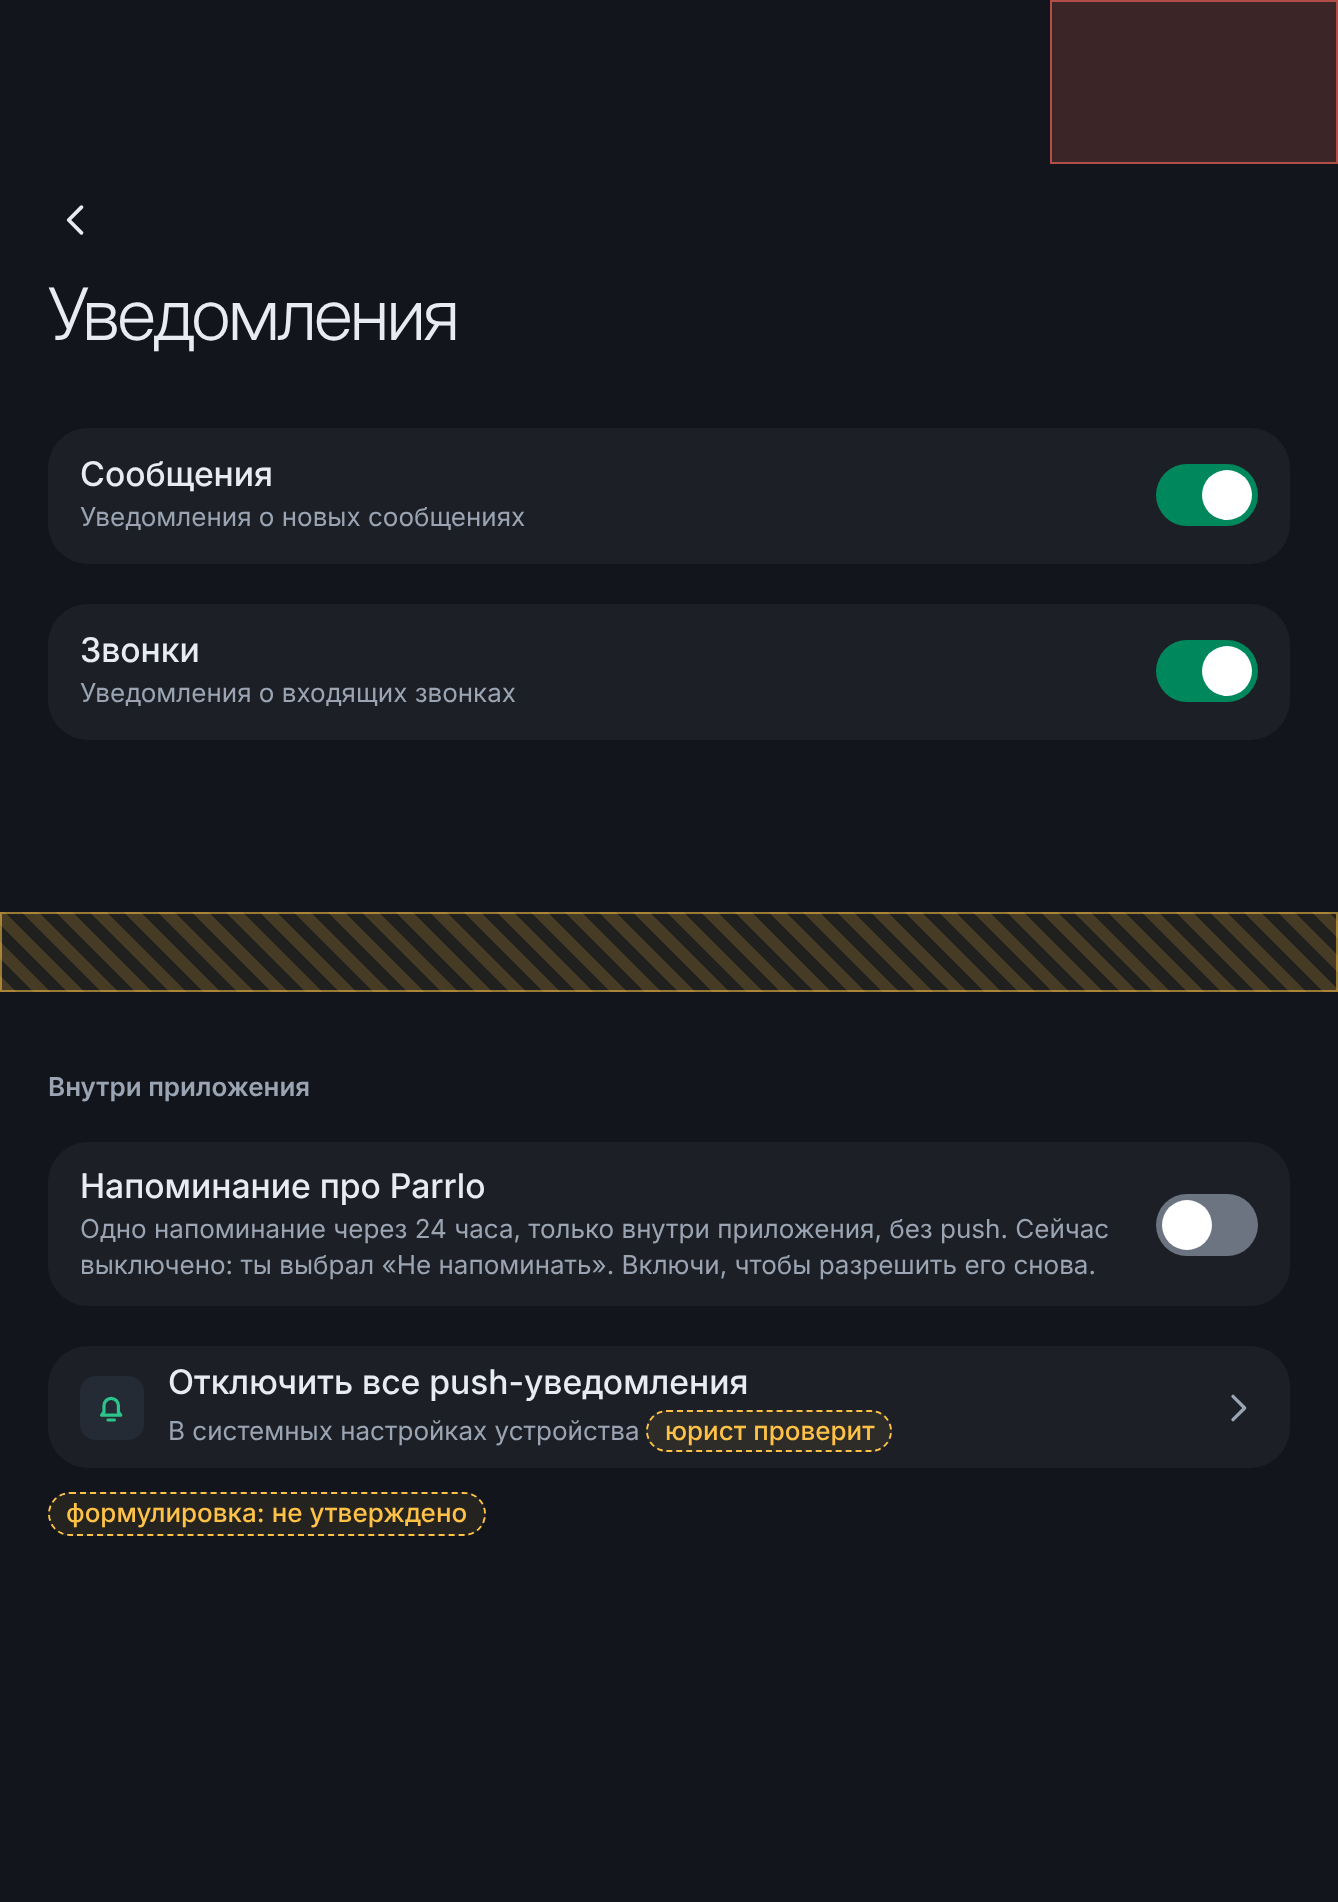 Уведомления
Сообщения
Уведомления о новых сообщениях
Звонки
Уведомления о входящих звонках
Внутри приложения
Напоминание про Parrlo
Одно напоминание через 24 часа, только внутри приложения, без push. Сейчас
выключено: ты выбрал «Не напоминать». Включи, чтобы разрешить его снова.
Отключить все push-уведомления
В системных настройках устройства юрист проверит
формулировка: не утверждено